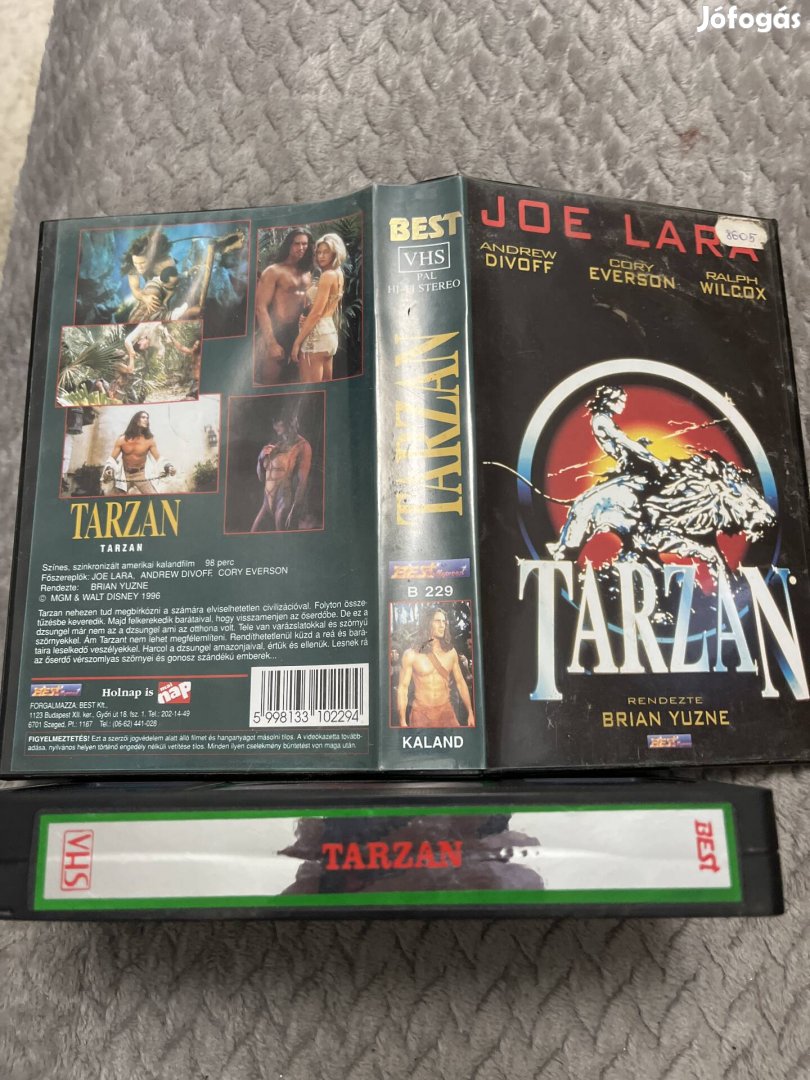 Jófogás
TARZAN
TARZAN
Színes, szinkronizált amerikai kalandfilm 98 perc
Főszereplők: JOE LARA, ANDREW DIVOFF, CORY EVERSON
Rendezte: BRIAN YUZNE
© MGM & WALT DISNEY 1996
Tarzan nehezen tud megbirkózni a számára elviselhetetlen civilizációval. Folyton össze-
tűzésbe keveredik. Majd felkerekedik barátaival, hogy visszamenjen az őserdőbe. De ez a
dzsungel már nem az a dzsungel ami az otthona volt. Tele van varázslatokkal és szörnyű
szörnyekkel. Ám Tarzant nem lehet megfélemlíteni. Rendíthetetlenül küzd a reá és bará-
taira leselkedő veszélyekkel. Harcol a dzsungel amazonjaival, értük és ellenük. Lesnek rá
az őserdő vérszomjas szörnyei és gonosz szándékú emberek...
BEST
Holnap is
mai nap
FORGALMAZZA: BEST Kft.,
1123 Budapest XII. ker., Győri út 18. fsz. 1. Tel.: 202-14-49
6701 Szeged, Pf.: 1167 Tel.: (06-62) 441-028
5 998133 102294
FIGYELMEZTETÉS! Ezt a szerzői jogvédelem alatt álló filmet és hanganyagot másolni tilos. A videokazetta tovább-
adása, nyilvános helyen történő engedély nélküli vetítése tilos. Minden ilyen cselekmény büntetést von maga után.
BEST
VHS
PAL
HI-FI STEREO
TARZAN
BEST
B 229
KALAND
JOE LARA
8605
ANDREW
DIVOFF
CORY
EVERSON
RALPH
WILCOX
TARZAN
RENDEZTE
BRIAN YUZNE
BEST
VHS
TARZAN
BEST